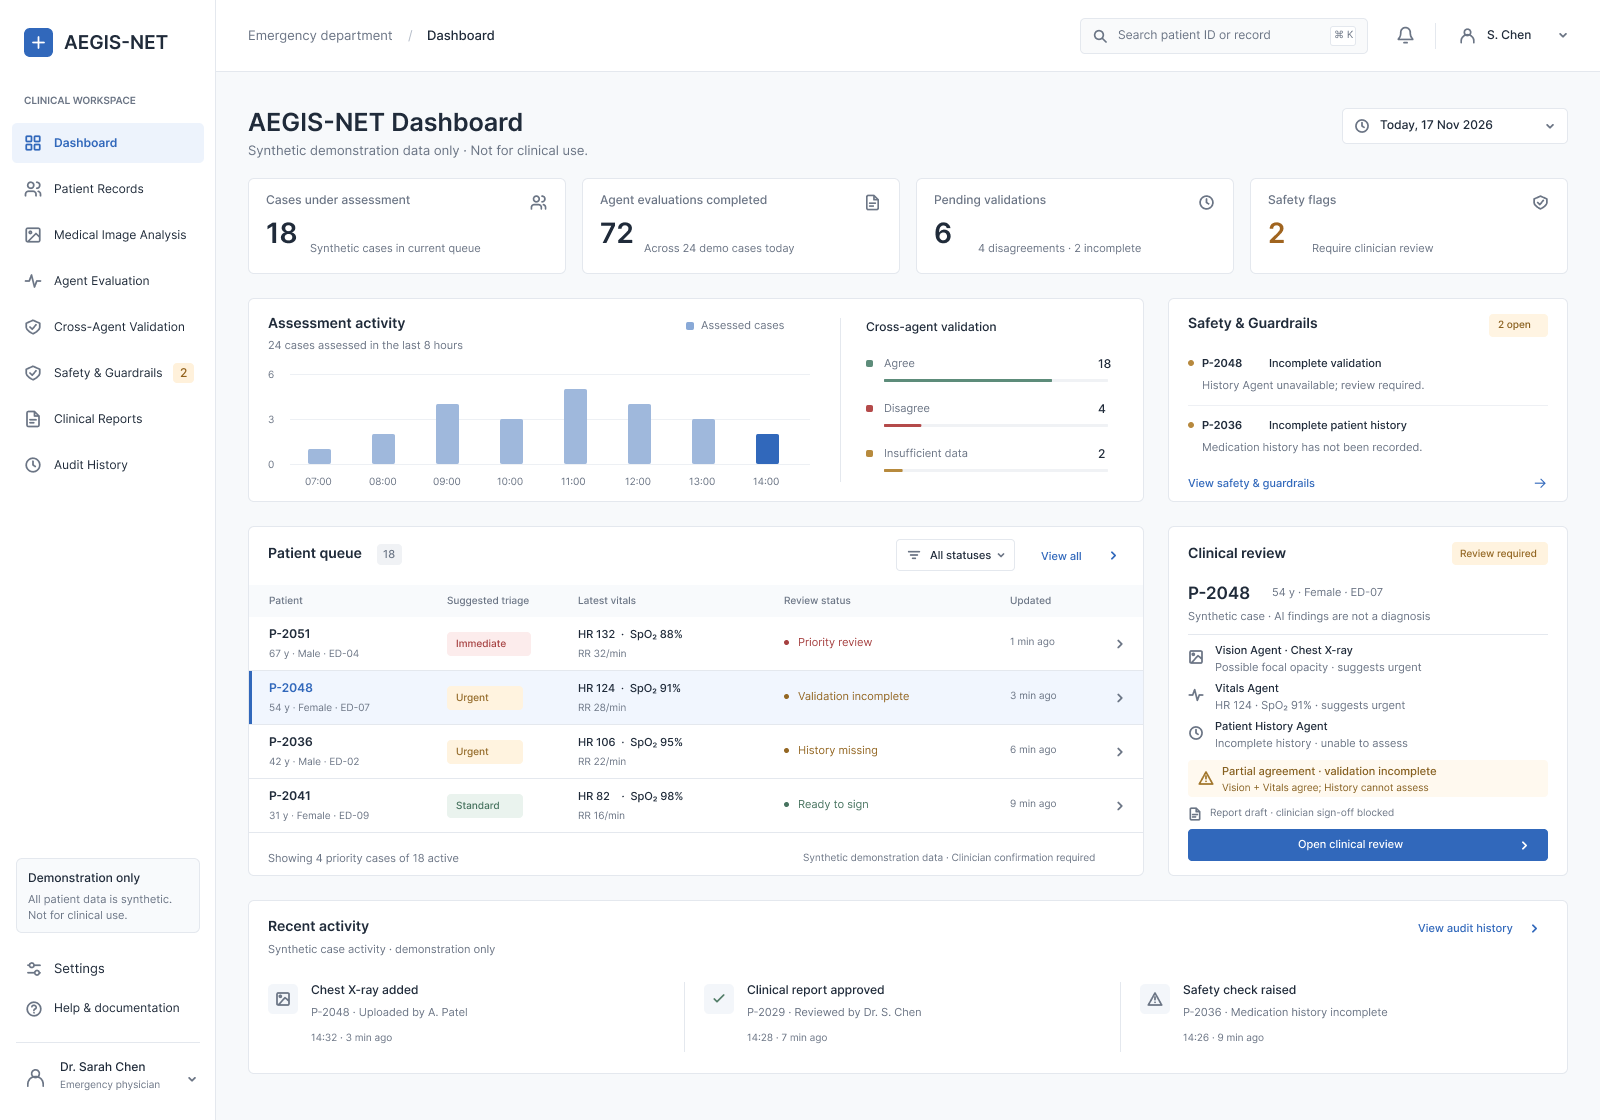 AEGIS-NET
CLINICAL WORKSPACE
Dashboard
Patient Records
Medical Image Analysis
Agent Evaluation
Cross-Agent Validation
Safety & Guardrails 2
Clinical Reports
Audit History
Demonstration only
All patient data is synthetic.
Not for clinical use.
Settings
Help & documentation
Dr. Sarah Chen
Emergency physician
Emergency department / Dashboard
Search patient ID or record ⌘ K
S. Chen
AEGIS-NET Dashboard
Synthetic demonstration data only · Not for clinical use.
Today, 17 Nov 2026
Cases under assessment
18 Synthetic cases in current queue
Agent evaluations completed
72 Across 24 demo cases today
Pending validations
6 4 disagreements · 2 incomplete
Safety flags
2 Require clinician review
Assessment activity
24 cases assessed in the last 8 hours
Assessed cases
6
3
0
07:00 08:00 09:00 10:00 11:00 12:00 13:00 14:00
Cross-agent validation
Agree 18
Disagree 4
Insufficient data 2
Safety & Guardrails 2 open
P-2048 Incomplete validation
History Agent unavailable; review required.
P-2036 Incomplete patient history
Medication history has not been recorded.
View safety & guardrails
Patient queue 18
All statuses
View all
Patient Suggested triage Latest vitals Review status Updated
P-2051
67 y · Male · ED-04
Immediate
HR 132 · SpO₂ 88%
RR 32/min
Priority review
1 min ago
P-2048
54 y · Female · ED-07
Urgent
HR 124 · SpO₂ 91%
RR 28/min
Validation incomplete
3 min ago
P-2036
42 y · Male · ED-02
Urgent
HR 106 · SpO₂ 95%
RR 22/min
History missing
6 min ago
P-2041
31 y · Female · ED-09
Standard
HR 82 · SpO₂ 98%
RR 16/min
Ready to sign
9 min ago
Showing 4 priority cases of 18 active
Synthetic demonstration data · Clinician confirmation required
Clinical review Review required
P-2048 54 y · Female · ED-07
Synthetic case · AI findings are not a diagnosis
Vision Agent · Chest X-ray
Possible focal opacity · suggests urgent
Vitals Agent
HR 124 · SpO₂ 91% · suggests urgent
Patient History Agent
Incomplete history · unable to assess
Partial agreement · validation incomplete
Vision + Vitals agree; History cannot assess
Report draft · clinician sign-off blocked
Open clinical review
Recent activity
Synthetic case activity · demonstration only
View audit history
Chest X-ray added
P-2048 · Uploaded by A. Patel
14:32 · 3 min ago
Clinical report approved
P-2029 · Reviewed by Dr. S. Chen
14:28 · 7 min ago
Safety check raised
P-2036 · Medication history incomplete
14:26 · 9 min ago